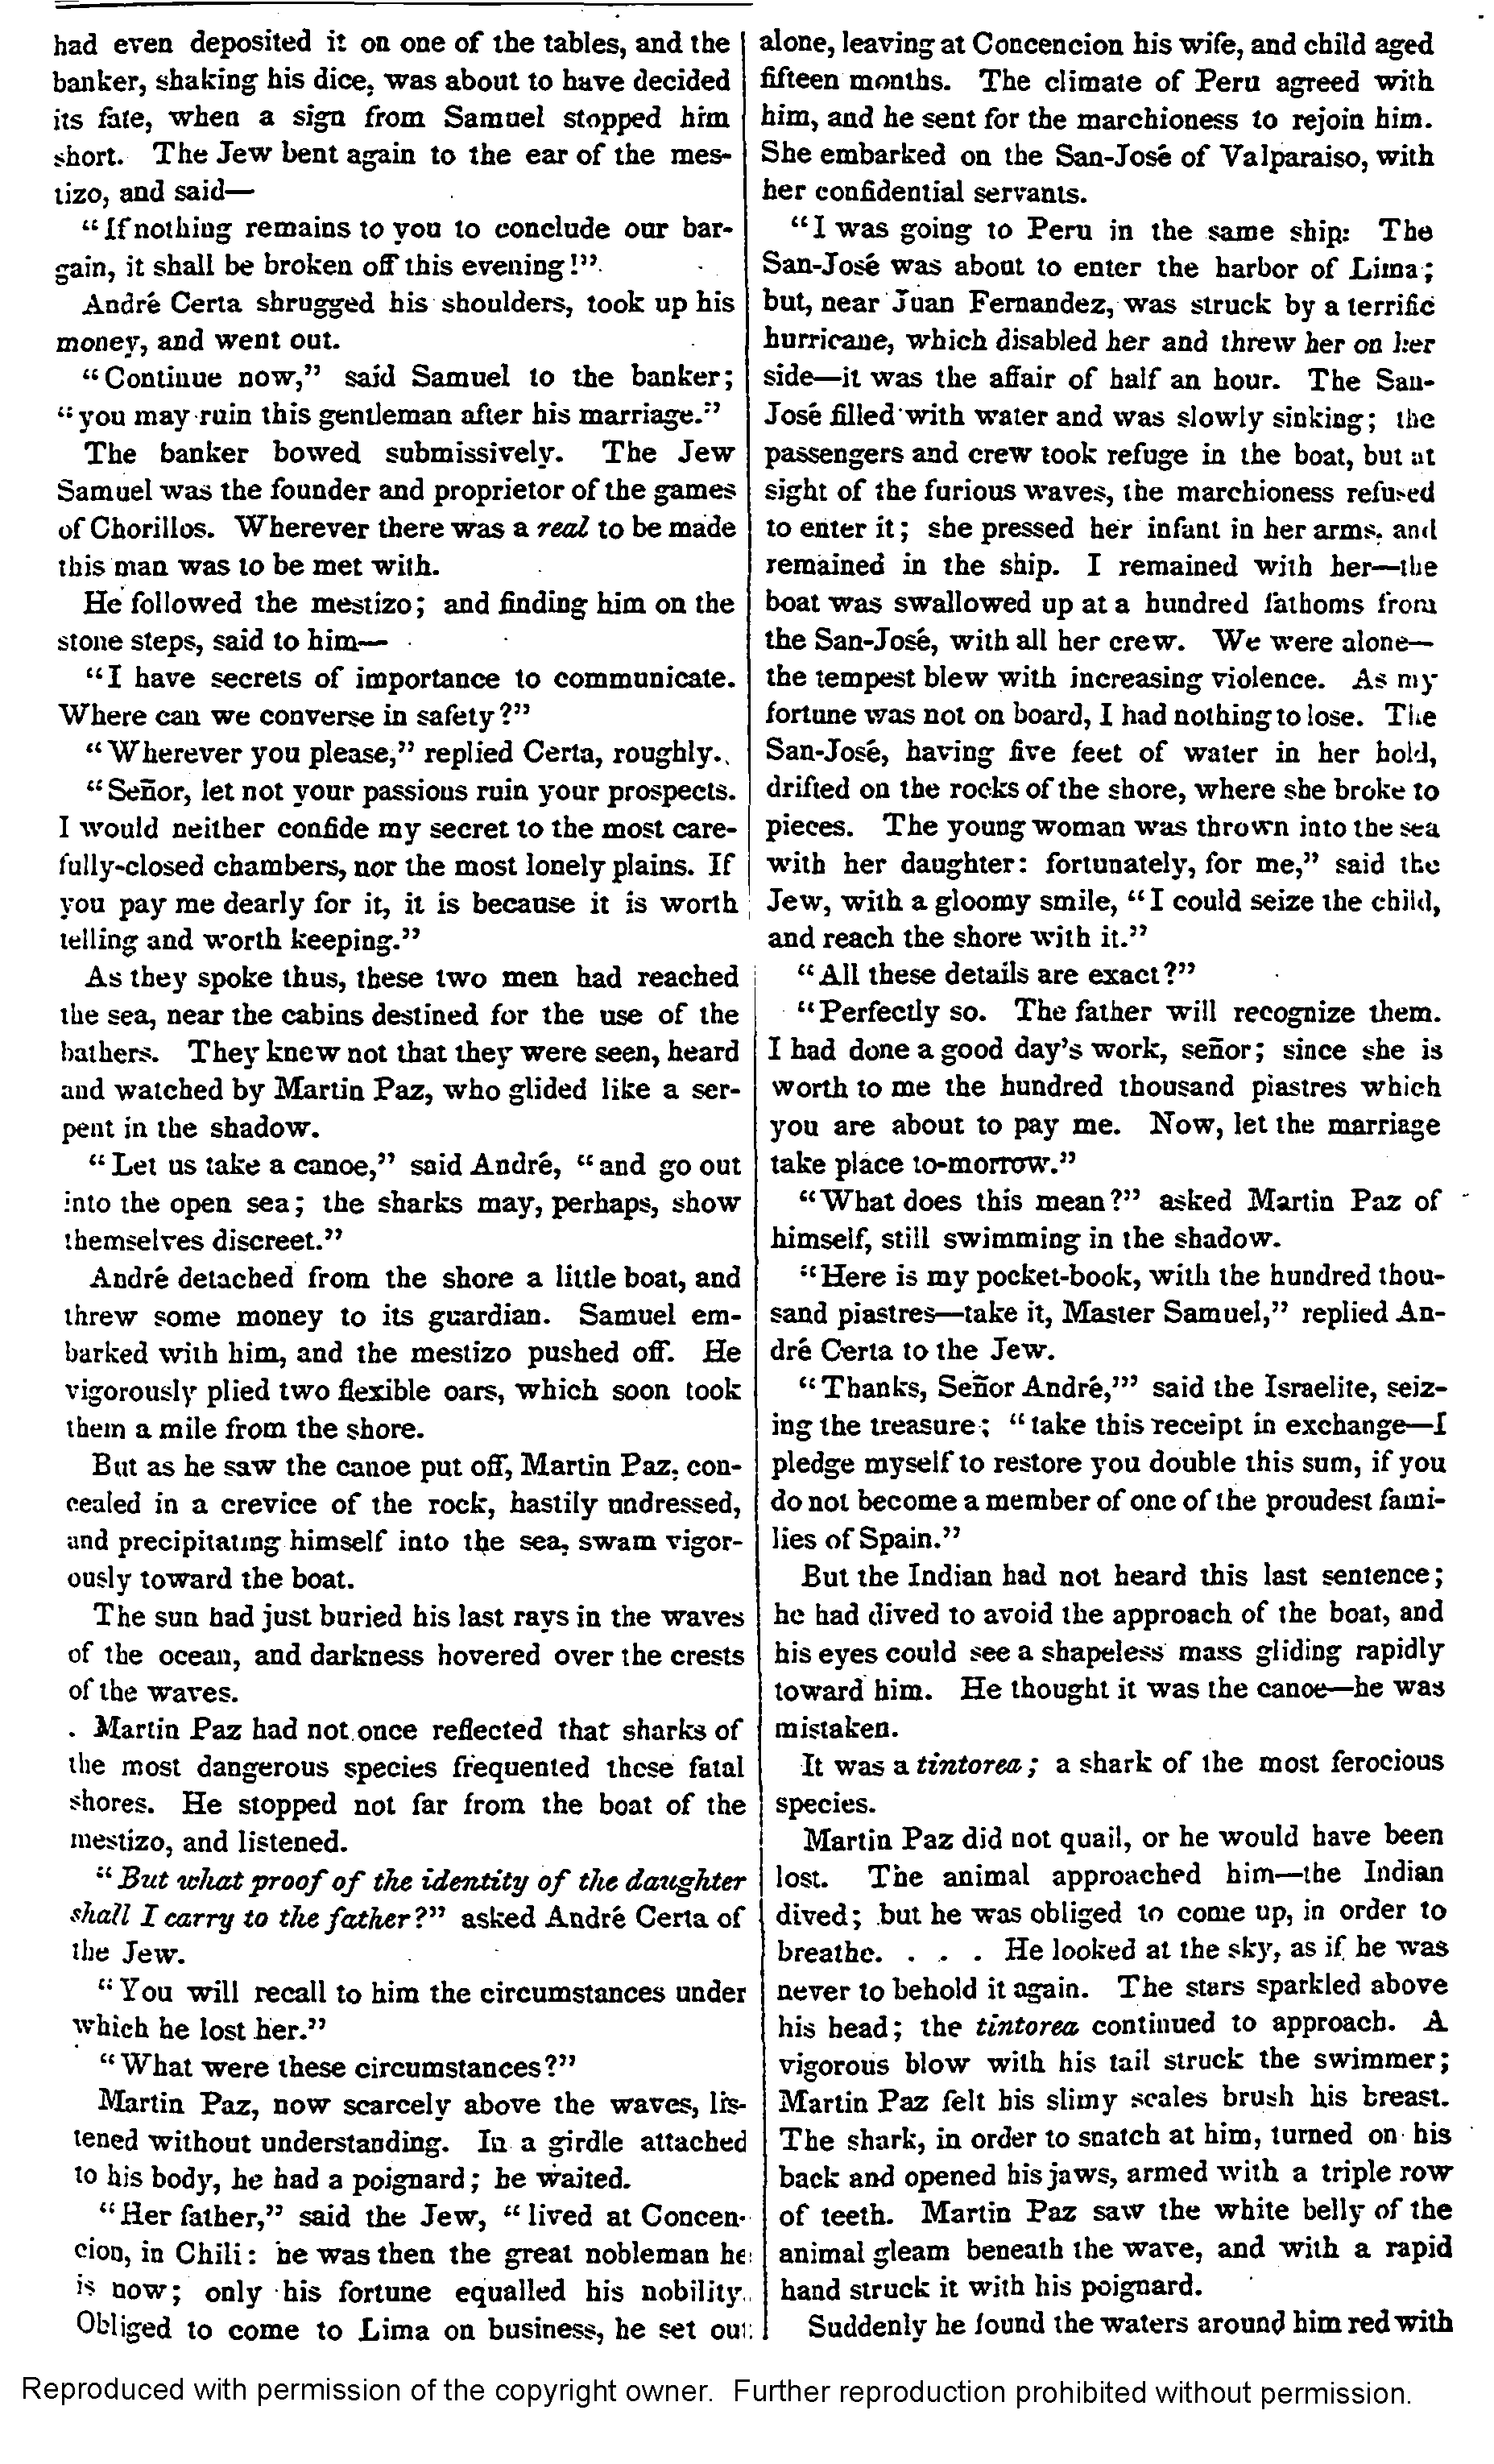 had even deposited it on one of the tables, and the
banker, shaking his dice, was about to have decided
its fate, when a sign from Samuel stopped him
short. The Jew bent again to the ear of the mes-
tizo, and said—
"If nothing remains to you to conclude our bar-
gain, it shall be broken off this evening!"
André Certa shrugged his shoulders, took up his
money, and went out.
"Continue now," said Samuel to the banker;
"you may ruin this gentleman after his marriage."
The banker bowed submissively. The Jew
Samuel was the founder and proprietor of the games
of Chorillos. Wherever there was a real to be made
this man was to be met with.
He followed the mestizo; and finding him on the
stone steps, said to him—
"I have secrets of importance to communicate.
Where can we converse in safety?"
"Wherever you please," replied Certa, roughly.
"Señor, let not your passions ruin your prospects.
I would neither confide my secret to the most care-
fully-closed chambers, nor the most lonely plains. If
you pay me dearly for it, it is because it is worth
telling and worth keeping."
As they spoke thus, these two men had reached
the sea, near the cabins destined for the use of the
bathers. They knew not that they were seen, heard
and watched by Martin Paz, who glided like a ser-
pent in the shadow.
"Let us take a canoe," said André, "and go out
into the open sea; the sharks may, perhaps, show
themselves discreet."
André detached from the shore a little boat, and
threw some money to its guardian. Samuel em-
barked with him, and the mestizo pushed off. He
vigorously plied two flexible oars, which soon took
them a mile from the shore.
But as he saw the canoe put off, Martin Paz, con-
cealed in a crevice of the rock, hastily undressed,
and precipitating himself into the sea, swam vigor-
ously toward the boat.
The sun had just buried his last rays in the waves
of the ocean, and darkness hovered over the crests
of the waves.
Martin Paz had not once reflected that sharks of
the most dangerous species frequented these fatal
shores. He stopped not far from the boat of the
mestizo, and listened.
"But what proof of the identity of the daughter
shall I carry to the father?" asked André Certa of
the Jew.
"You will recall to him the circumstances under
which he lost her."
"What were these circumstances?"
Martin Paz, now scarcely above the waves, lis-
tened without understanding. In a girdle attached
to his body, he had a poignard; he waited.
"Her father," said the Jew, "lived at Concen-
cion, in Chili: he was then the great nobleman he
is now; only his fortune equalled his nobility.
Obliged to come to Lima on business, he set out
alone, leaving at Concencion his wife, and child aged
fifteen months. The climate of Peru agreed with
him, and he sent for the marchioness to rejoin him.
She embarked on the San-José of Valparaiso, with
her confidential servants.
"I was going to Peru in the same ship: The
San-José was about to enter the harbor of Lima;
but, near Juan Fernandez, was struck by a terrific
hurricane, which disabled her and threw her on her
side—it was the affair of half an hour. The San-
José filled with water and was slowly sinking; the
passengers and crew took refuge in the boat, but at
sight of the furious waves, the marchioness refused
to enter it; she pressed her infant in her arms, and
remained in the ship. I remained with her—the
boat was swallowed up at a hundred fathoms from
the San-José, with all her crew. We were alone—
the tempest blew with increasing violence. As my
fortune was not on board, I had nothing to lose. The
San-José, having five feet of water in her hold,
drifted on the rocks of the shore, where she broke to
pieces. The young woman was thrown into the sea
with her daughter: fortunately, for me," said the
Jew, with a gloomy smile, "I could seize the child,
and reach the shore with it."
"All these details are exact?"
"Perfectly so. The father will recognize them.
I had done a good day's work, señor; since she is
worth to me the hundred thousand piastres which
you are about to pay me. Now, let the marriage
take place to-morrow."
"What does this mean?" asked Martin Paz of
himself, still swimming in the shadow.
"Here is my pocket-book, with the hundred thou-
sand piastres—take it, Master Samuel," replied An-
dré Certa to the Jew.
"Thanks, Señor André,'" said the Israelite, seiz-
ing the treasure; "take this receipt in exchange—I
pledge myself to restore you double this sum, if you
do not become a member of one of the proudest fami-
lies of Spain."
But the Indian had not heard this last sentence;
he had dived to avoid the approach of the boat, and
his eyes could see a shapeless mass gliding rapidly
toward him. He thought it was the canoe—he was
mistaken.
It was a tintorea; a shark of the most ferocious
species.
Martin Paz did not quail, or he would have been
lost. The animal approached him—the Indian
dived; but he was obliged to come up, in order to
breathe. . . . He looked at the sky, as if he was
never to behold it again. The stars sparkled above
his head; the tintorea continued to approach. A
vigorous blow with his tail struck the swimmer;
Martin Paz felt his slimy scales brush his breast.
The shark, in order to snatch at him, turned on his
back and opened his jaws, armed with a triple row
of teeth. Martin Paz saw the white belly of the
animal gleam beneath the wave, and with a rapid
hand struck it with his poignard.
Suddenly he found the waters around him red with
Reproduced with permission of the copyright owner. Further reproduction prohibited without permission.